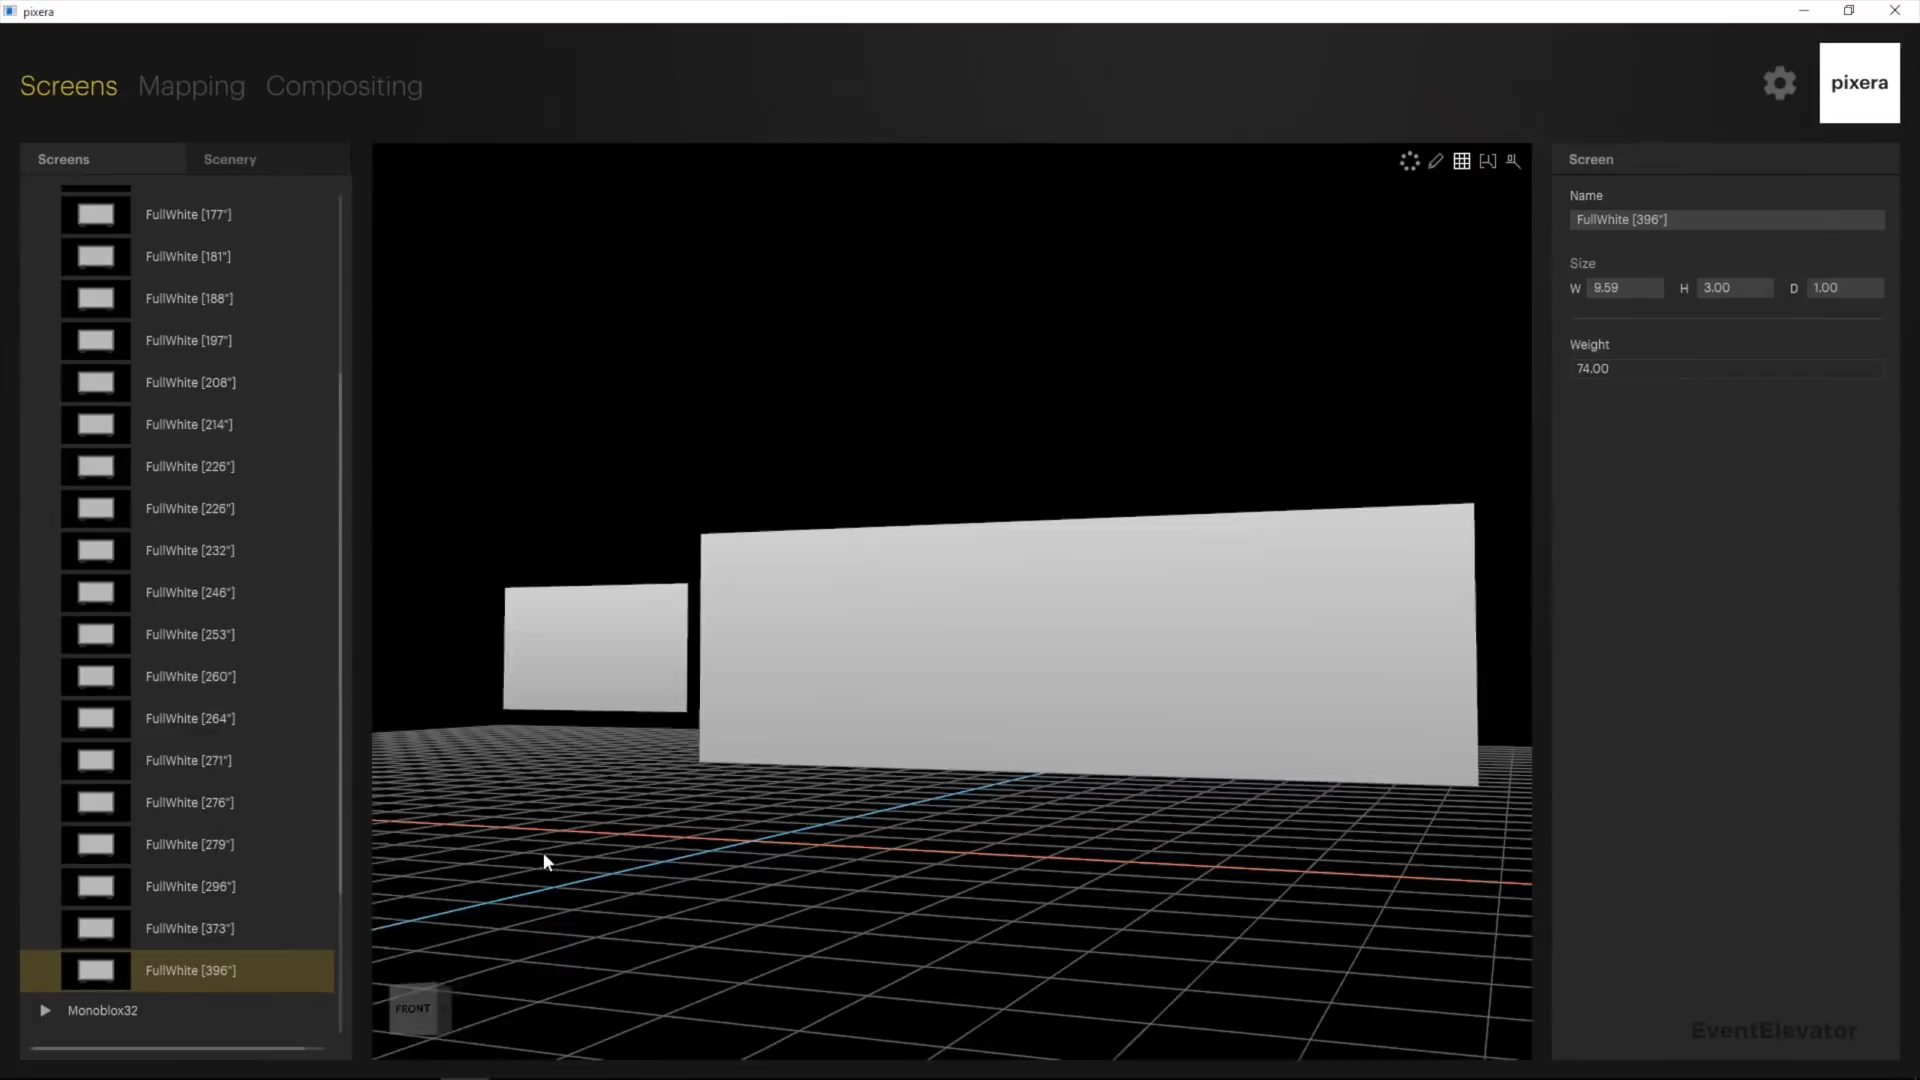 pixera
Screens Mapping Compositing
pixera
Screens Scenery
FullWhite [177"]
FullWhite [181"]
FullWhite [188"]
FullWhite [197"]
FullWhite [208"]
FullWhite [214"]
FullWhite [226"]
FullWhite [226"]
FullWhite [232"]
FullWhite [246"]
FullWhite [253"]
FullWhite [260"]
FullWhite [264"]
FullWhite [271"]
FullWhite [276"]
FullWhite [279"]
FullWhite [296"]
FullWhite [373"]
FullWhite [396"]
Monoblox32
FRONT
Screen
Name
FullWhite [396"]
Size
W 9.59 H 3.00 D 1.00
Weight
74.00
EventElevator